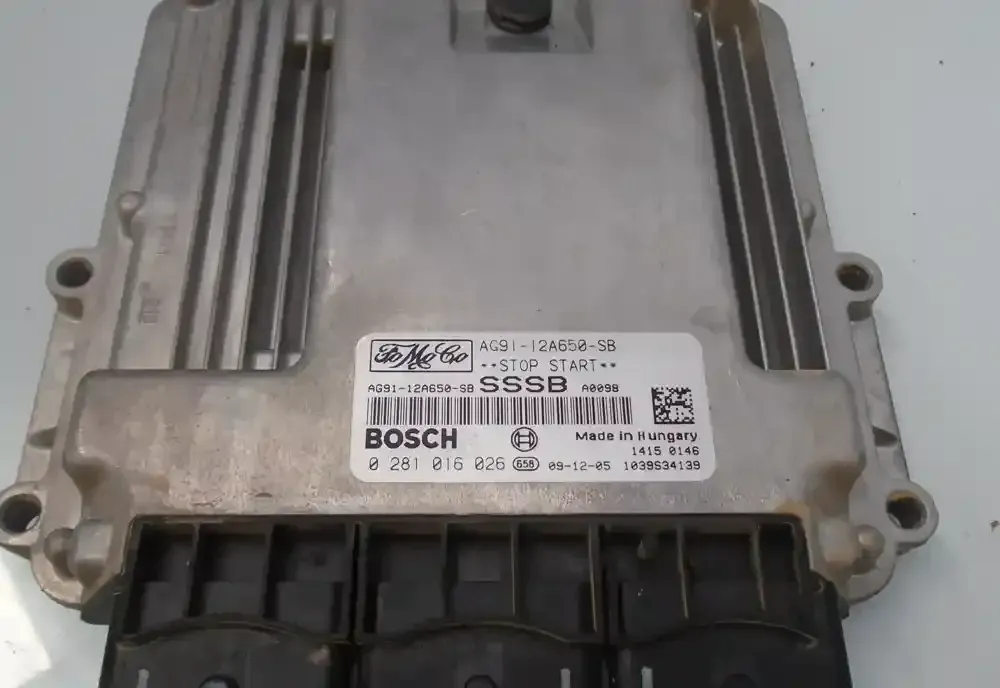 FoMoCo AG91-12A650-SB
**STOP START**
AG91-12A650-SB SSSB A0098
BOSCH Made in Hungary
1415 0146
0 281 016 026 658 09-12-05 1039S34139